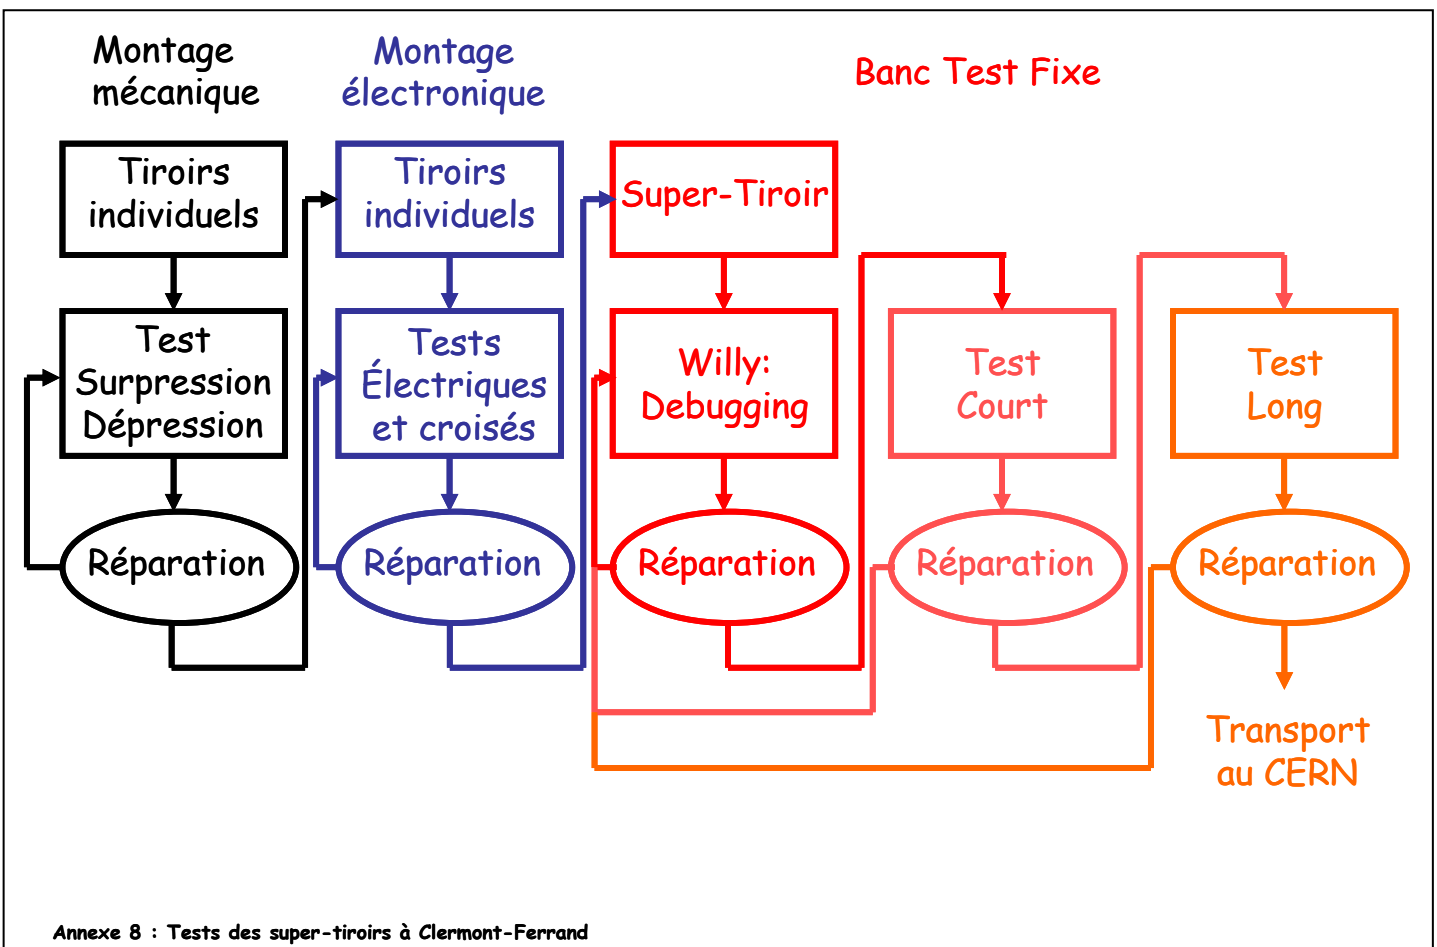 Montage
mécanique
Montage
électronique
Banc Test Fixe
Tiroirs
individuels
Tiroirs
individuels
Super-Tiroir
Test
Surpression
Dépression
Tests
Électriques
et croisés
Willy:
Debugging
Test
Court
Test
Long
Réparation
Réparation
Réparation
Réparation
Réparation
Transport
au CERN
Annexe 8 : Tests des super-tiroirs à Clermont-Ferrand